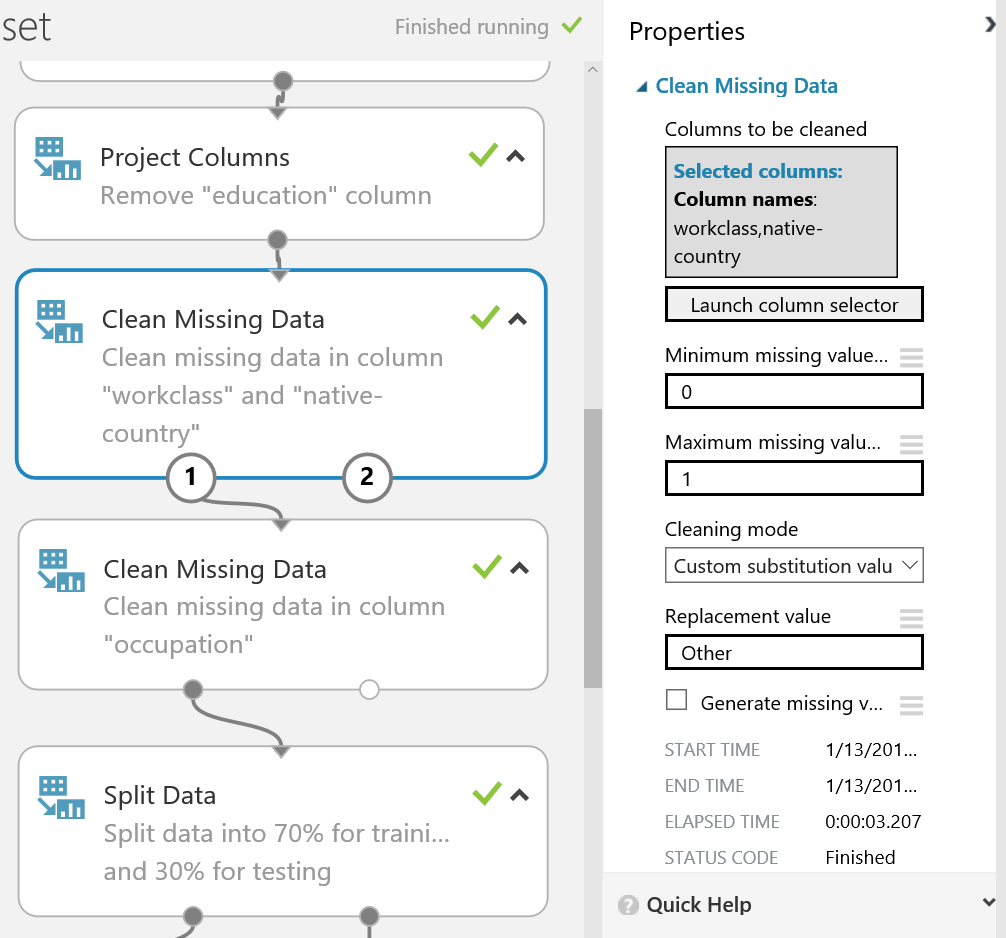 set
Finished running
Project Columns
Remove "education" column
Clean Missing Data
Clean missing data in column
"workclass" and "native-
country"
1
2
Clean Missing Data
Clean missing data in column
"occupation"
Split Data
Split data into 70% for traini...
and 30% for testing
Properties
Clean Missing Data
Columns to be cleaned
Selected columns:
Column names:
workclass,native-
country
Launch column selector
Minimum missing value...
0
Maximum missing valu...
1
Cleaning mode
Custom substitution valu
Replacement value
Other
Generate missing v...
START TIME 1/13/201...
END TIME 1/13/201...
ELAPSED TIME 0:00:03.207
STATUS CODE Finished
? Quick Help